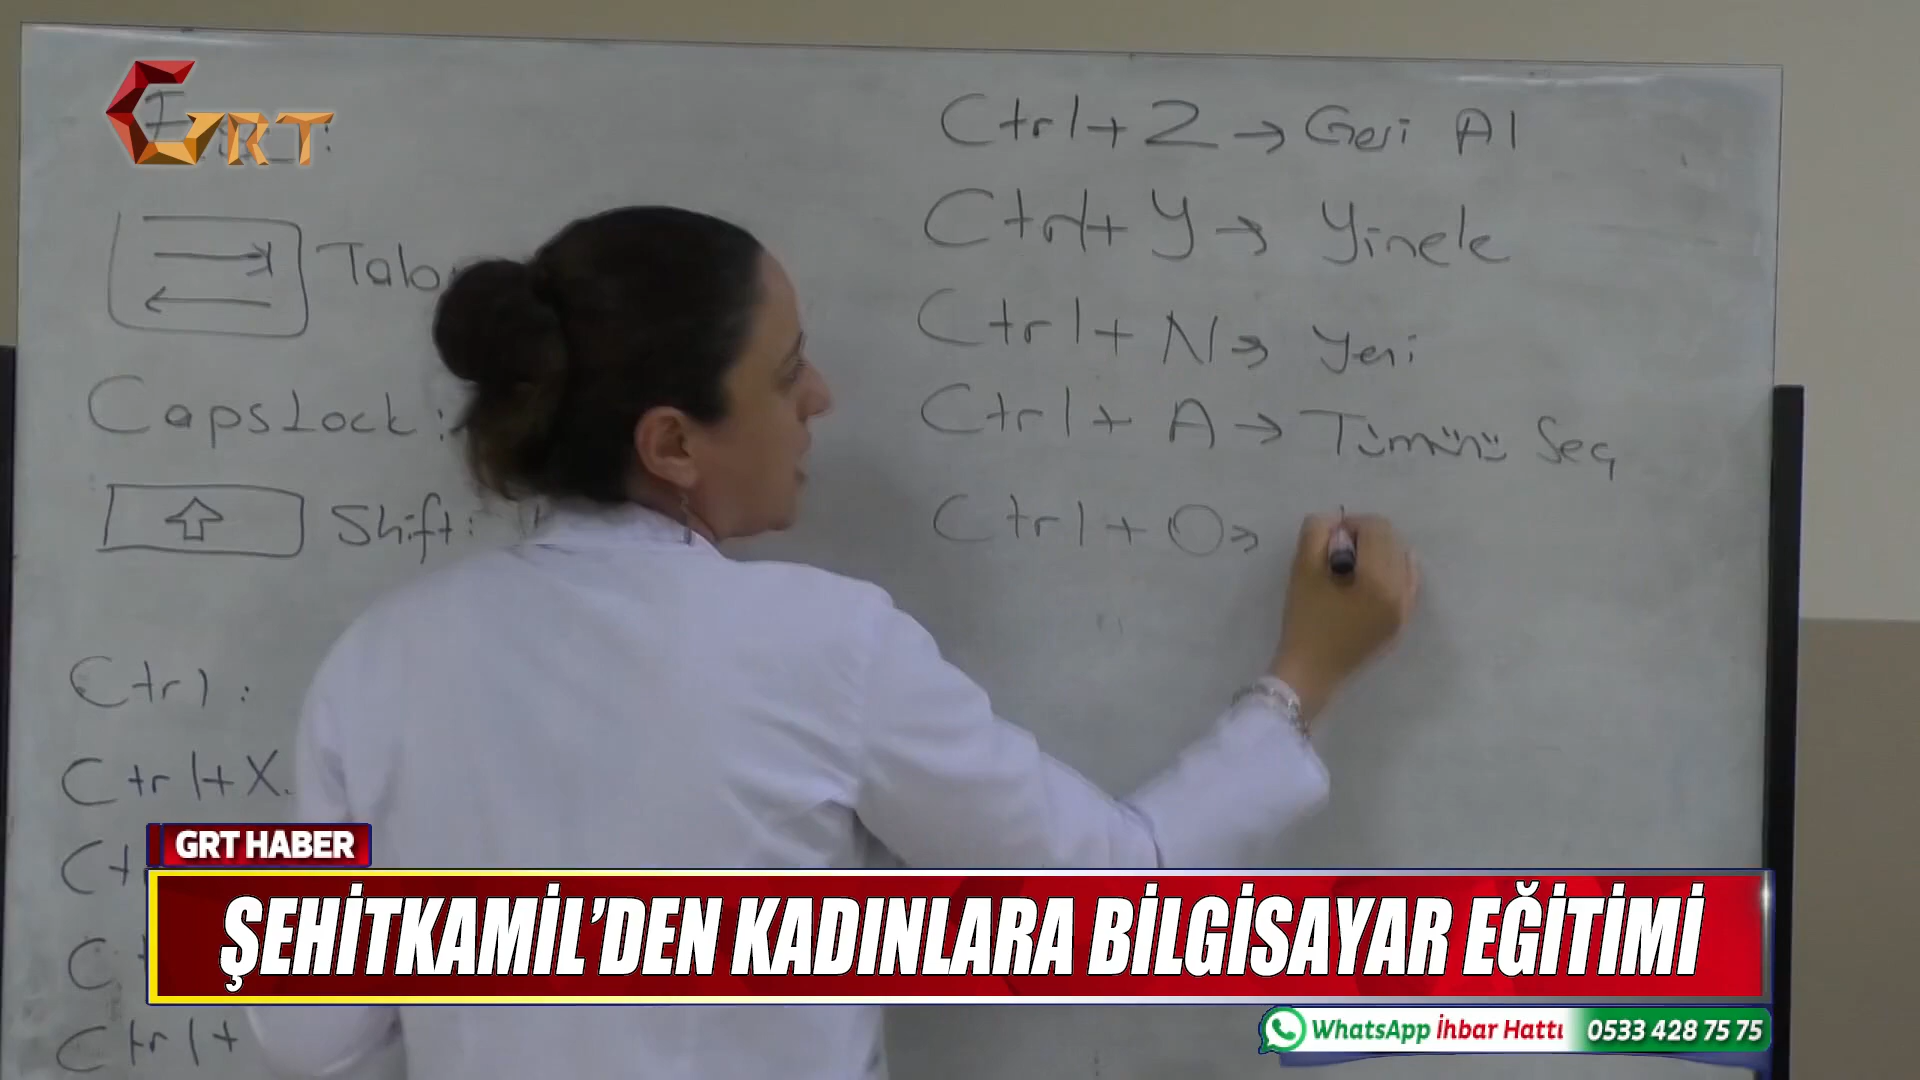 GRT
CapsLock:
Shift:
Ctrl:
Ctrl+X
Ctrl+
Ctrl+Z → Geri Al
Ctrl+Y → Yinele
Ctrl+N → Yeni
Ctrl+A → Tümünü Seç
Ctrl+O →
GRT HABER
ŞEHİTKAMİL'DEN KADINLARA BİLGİSAYAR EĞİTİMİ
WhatsApp İhbar Hattı 0533 428 75 75